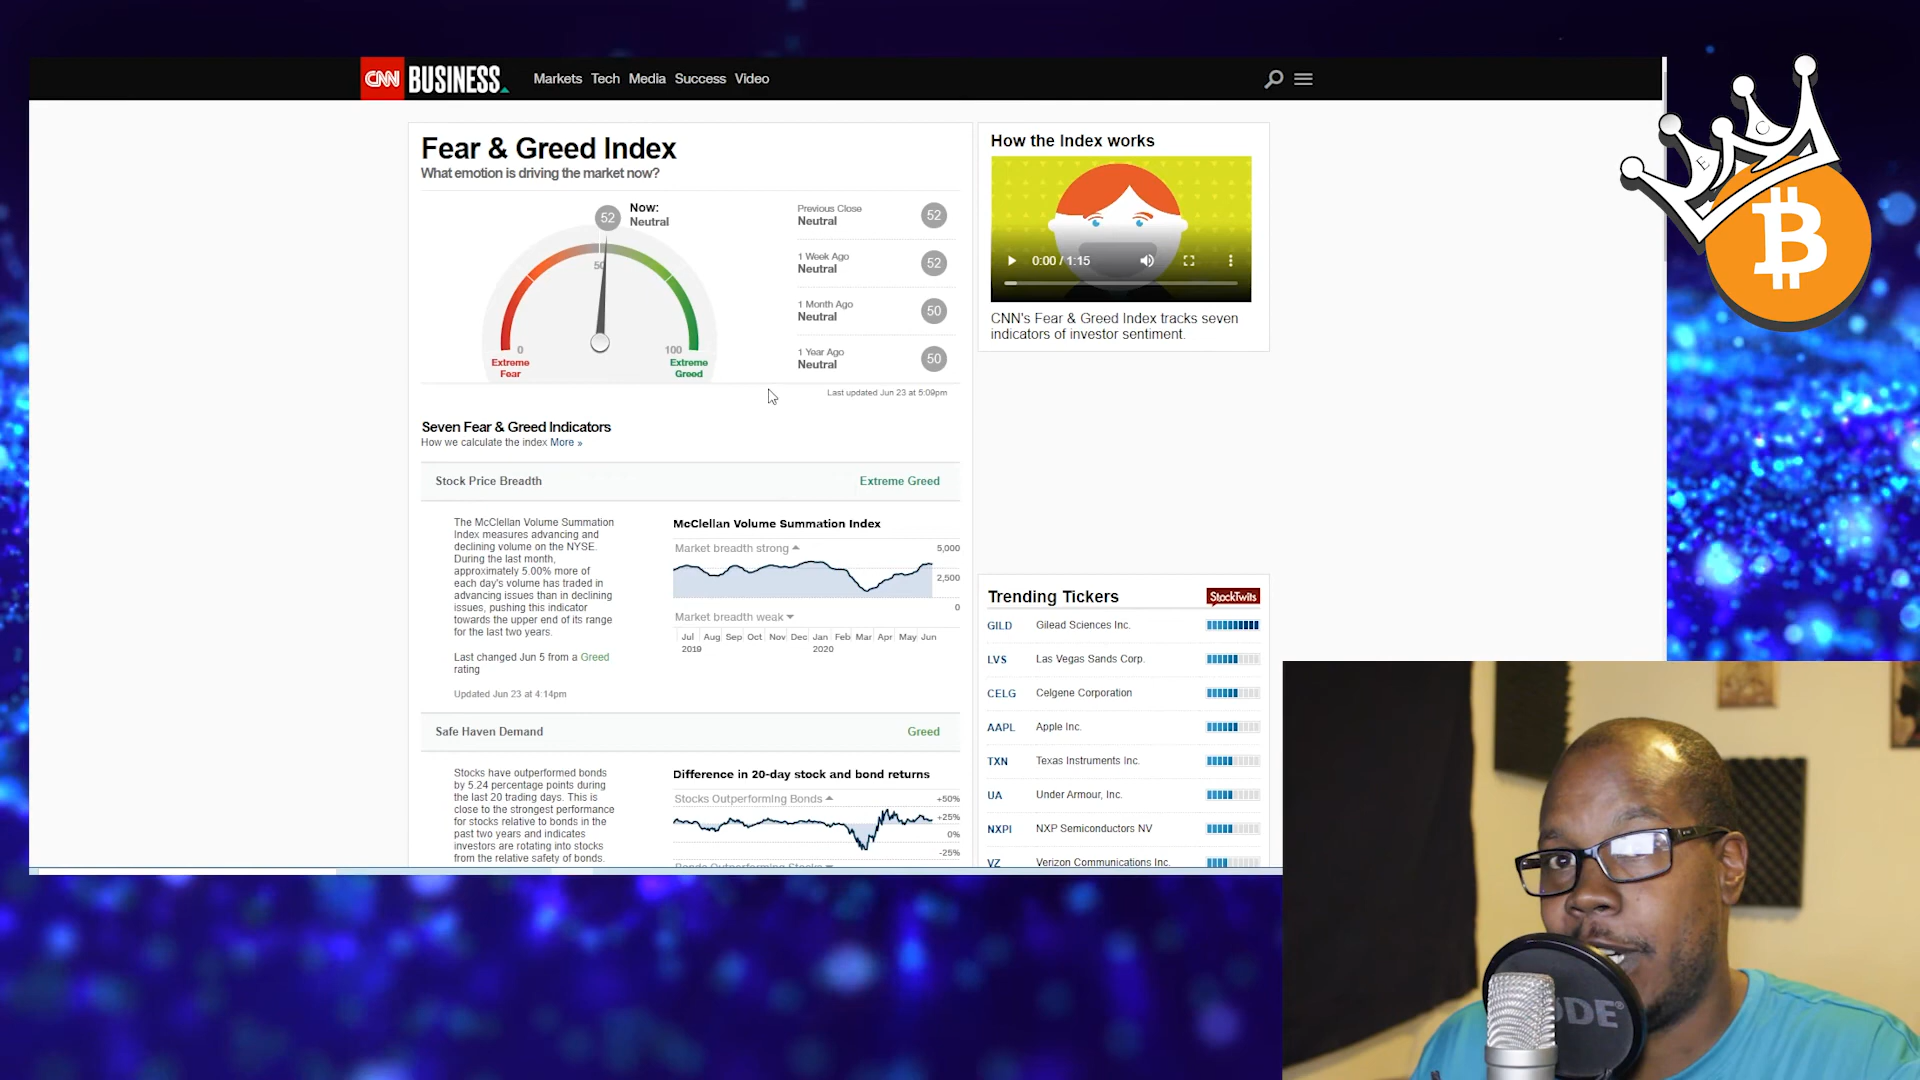 CNN BUSINESS
Markets Tech Media Success Video
Fear & Greed Index
What emotion is driving the market now?
52
Now:
Neutral
50
0
100
Extreme
Fear
Extreme
Greed
Previous Close
Neutral
52
1 Week Ago
Neutral
52
1 Month Ago
Neutral
50
1 Year Ago
Neutral
50
Last updated Jun 23 at 5:09pm
Seven Fear & Greed Indicators
How we calculate the index More »
Stock Price Breadth
Extreme Greed
The McClellan Volume Summation
Index measures advancing and
declining volume on the NYSE.
During the last month,
approximately 5.00% more of
each day's volume has traded in
advancing issues than in declining
issues, pushing this indicator
towards the upper end of its range
for the last two years.
Last changed Jun 5 from a Greed
rating
Updated Jun 23 at 4:14pm
McClellan Volume Summation Index
Market breadth strong
5,000
2,500
0
Market breadth weak
Jul Aug Sep Oct Nov Dec Jan Feb Mar Apr May Jun
2019 2020
Safe Haven Demand
Greed
Stocks have outperformed bonds
by 5.24 percentage points during
the last 20 trading days. This is
close to the strongest performance
for stocks relative to bonds in the
past two years and indicates
investors are rotating into stocks
from the relative safety of bonds.
Difference in 20-day stock and bond returns
Stocks Outperforming Bonds
+50%
+25%
0%
-25%
Bonds Outperforming Stocks
How the Index works
0:00 / 1:15
CNN's Fear & Greed Index tracks seven
indicators of investor sentiment.
Trending Tickers
StockTwits
GILD Gilead Sciences Inc.
LVS Las Vegas Sands Corp.
CELG Celgene Corporation
AAPL Apple Inc.
TXN Texas Instruments Inc.
UA Under Armour, Inc.
NXPI NXP Semiconductors NV
VZ Verizon Communications Inc.
E C
₿